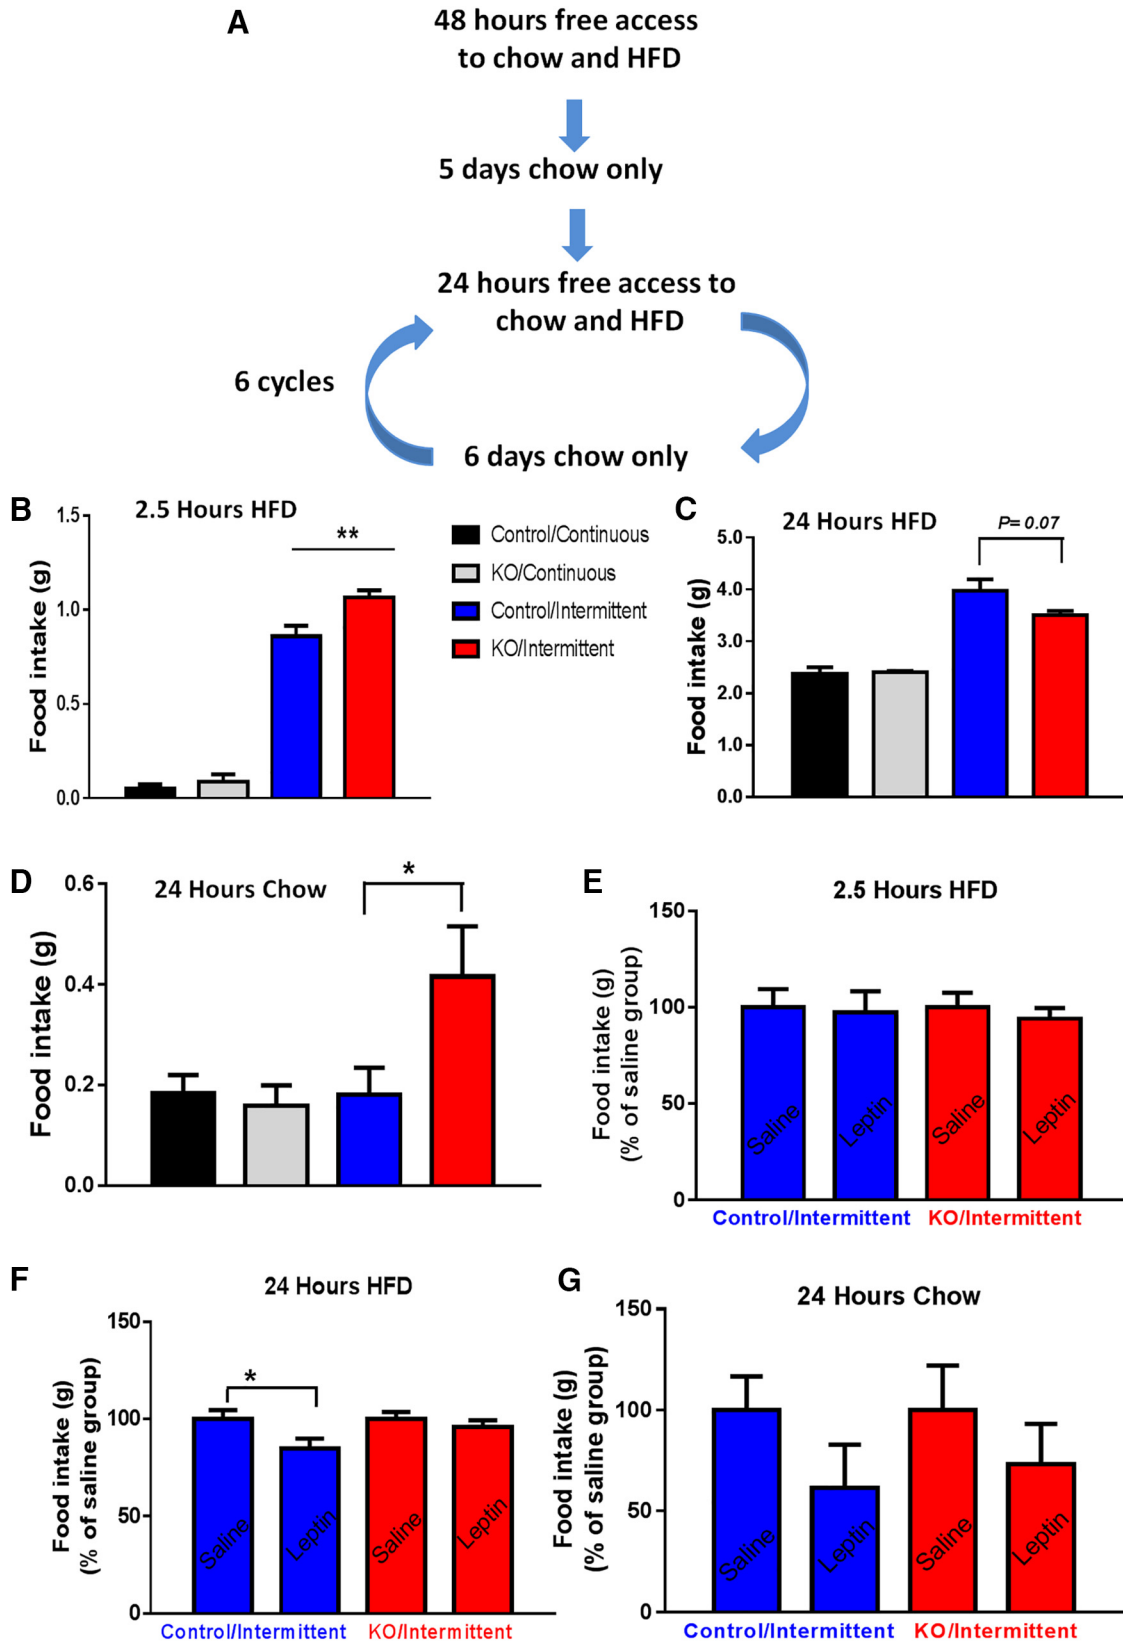 A
48 hours free access
to chow and HFD
5 days chow only
24 hours free access to
chow and HFD
6 cycles
6 days chow only
B
2.5 Hours HFD
**
Food intake (g)
1.5
1.0
0.5
0.0
Control/Continuous
KO/Continuous
Control/Intermittent
KO/Intermittent
C
24 Hours HFD
P= 0.07
Food intake (g)
5.0
4.0
3.0
2.0
1.0
0.0
D
24 Hours Chow
*
Food intake (g)
0.6
0.4
0.2
0.0
E
2.5 Hours HFD
Food intake (g)
(% of saline group)
150
100
50
0
Saline
Leptin
Saline
Leptin
Control/Intermittent
KO/Intermittent
F
24 Hours HFD
*
Food intake (g)
(% of saline group)
150
100
50
0
Saline
Leptin
Saline
Leptin
Control/Intermittent
KO/Intermittent
G
24 Hours Chow
Food intake (g)
(% of saline group)
150
100
50
0
Saline
Leptin
Saline
Leptin
Control/Intermittent
KO/Intermittent